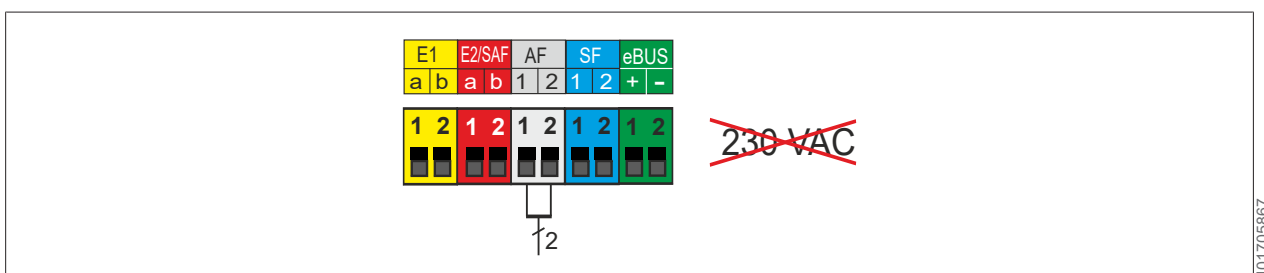 E1 E2/SAF AF SF eBUS
a b a b 1 2 1 2 + -
1 2 1 2 1 2 1 2 1 2
230 VAC
2
01705867